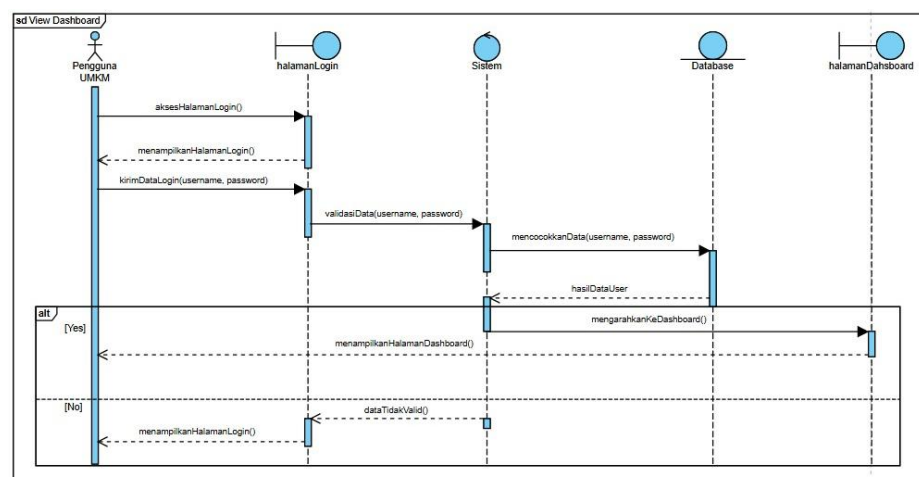 sd View Dashboard
Pengguna
UMKM
halamanLogin
Sistem
Database
halamanDahsboard
aksesHalamanLogin()
menampilkanHalamanLogin()
kirimDataLogin(username, password)
validasiData(username, password)
mencocokkanData(username, password)
hasilDataUser
alt
[Yes]
mengarahkanKeDashboard()
menampilkanHalamanDashboard()
[No]
dataTidakValid()
menampilkanHalamanLogin()